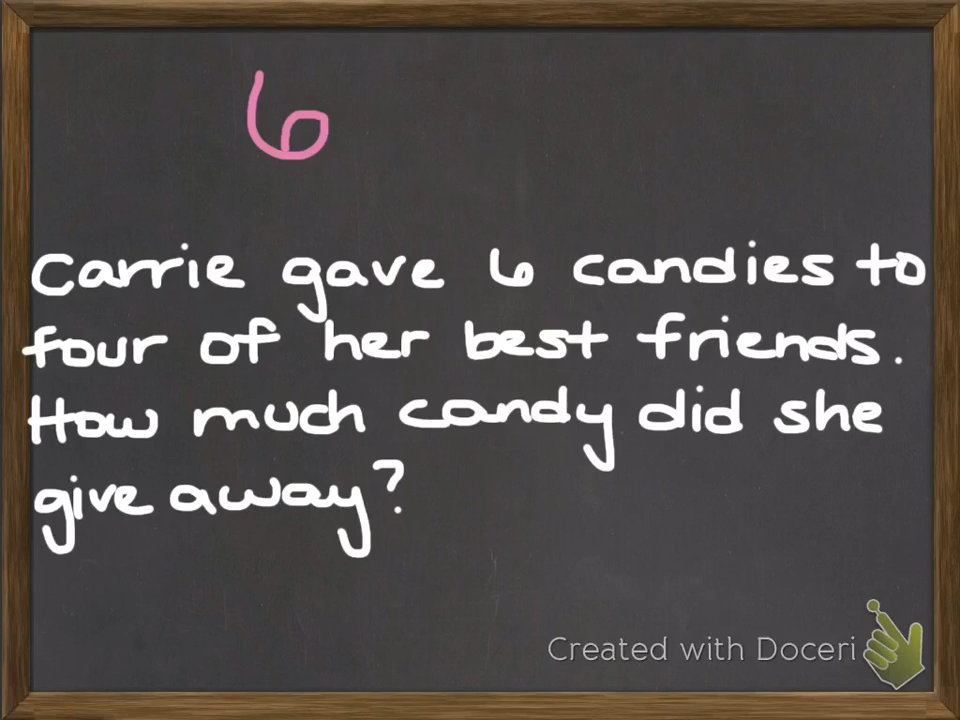 6
Carrie gave 6 candies to
four of her best friends.
How much candy did she
give away?
Created with Doceri